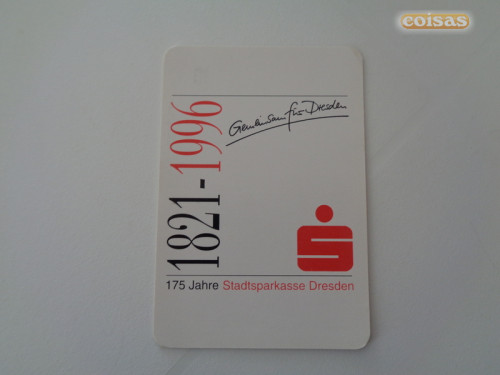 coisas
1821-1996
Gemeinsam für Dresden
175 Jahre Stadtsparkasse Dresden